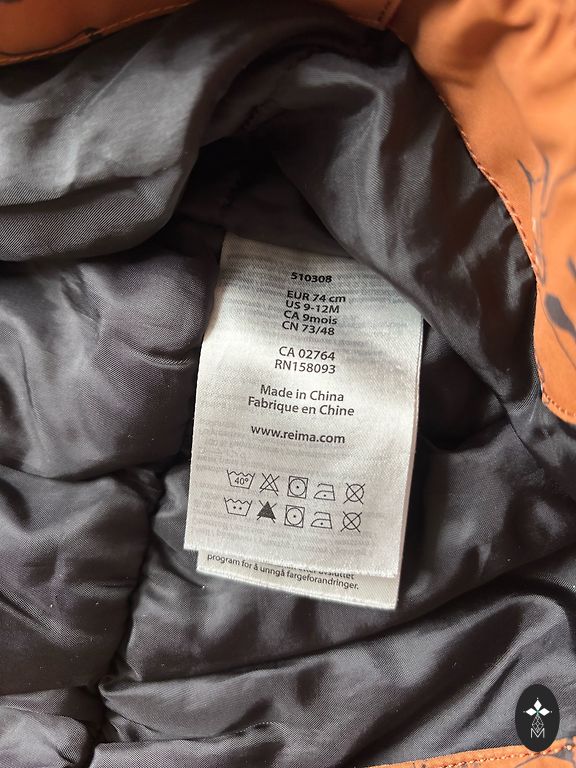 510308
EUR 74 cm
US 9-12M
CA 9mois
CN 73/48
CA 02764
RN158093
Made in China
Fabrique en Chine
www.reima.com
40°
program for å unngå fargeforandringer.
M